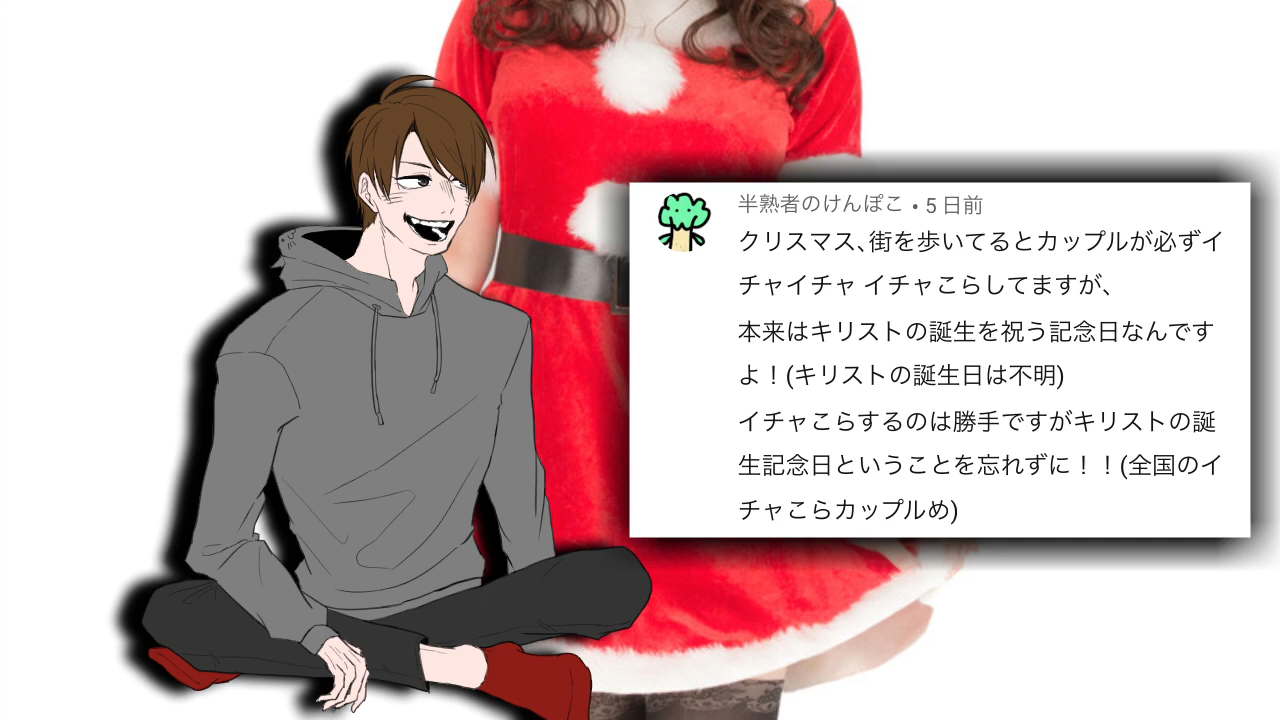 半熟者のけんぽこ • 5 日前
クリスマス､街を歩いてるとカップルが必ずイ
チャイチャ イチャこらしてますが､
本来はキリストの誕生を祝う記念日なんです
よ！(キリストの誕生日は不明)
イチャこらするのは勝手ですがキリストの誕
生記念日ということを忘れずに！！(全国のイ
チャこらカップルめ)